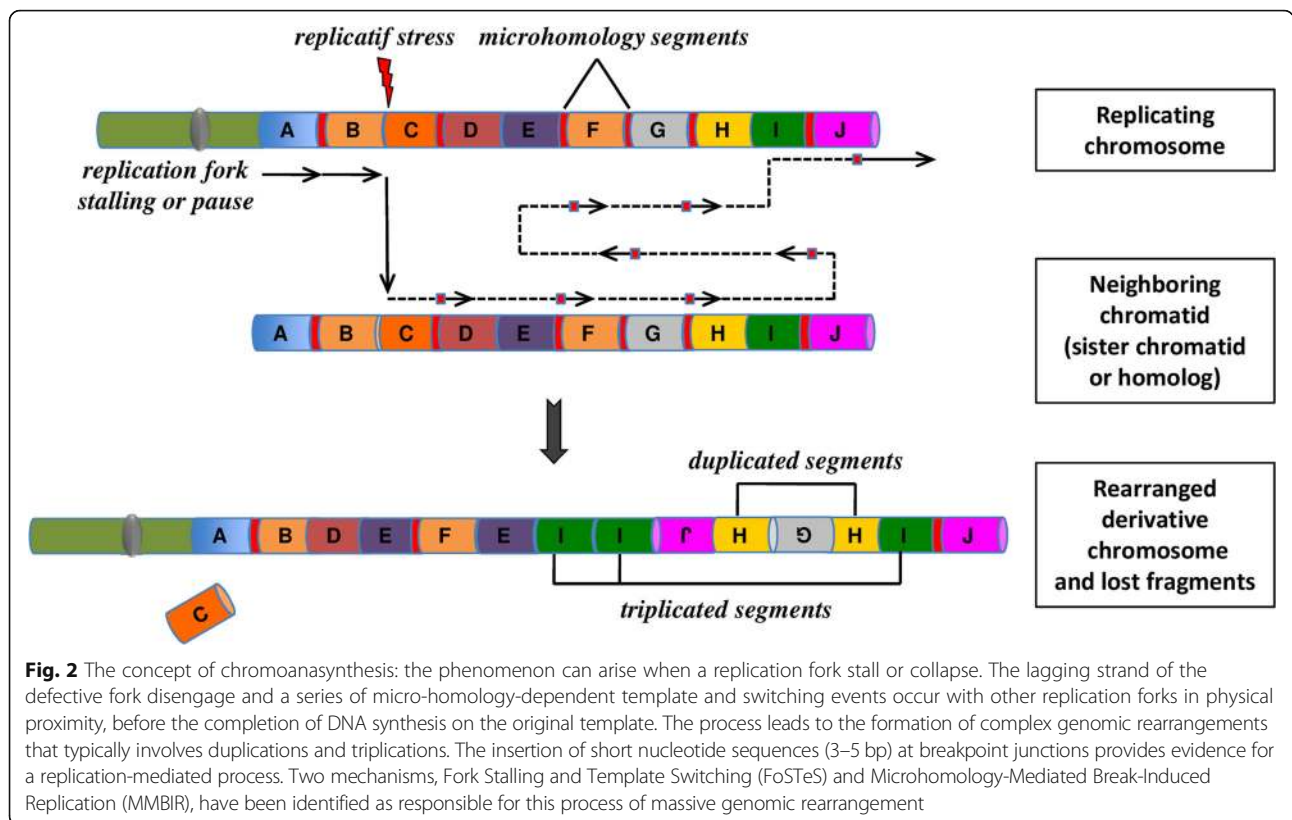 replicatif stress
microhomology segments
A B C D E F G H I J
Replicating
chromosome
replication fork
stalling or pause
Neighboring
chromatid
(sister chromatid
or homolog)
A B C D E F G H I J
duplicated segments
Rearranged
derivative
chromosome
and lost fragments
A B D E F E I I J H G H I J
C
triplicated segments
Fig. 2 The concept of chromoanasynthesis: the phenomenon can arise when a replication fork stall or collapse. The lagging strand of the
defective fork disengage and a series of micro-homology-dependent template and switching events occur with other replication forks in physical
proximity, before the completion of DNA synthesis on the original template. The process leads to the formation of complex genomic rearrangements
that typically involves duplications and triplications. The insertion of short nucleotide sequences (3–5 bp) at breakpoint junctions provides evidence for
a replication-mediated process. Two mechanisms, Fork Stalling and Template Switching (FoSTeS) and Microhomology-Mediated Break-Induced
Replication (MMBIR), have been identified as responsible for this process of massive genomic rearrangement